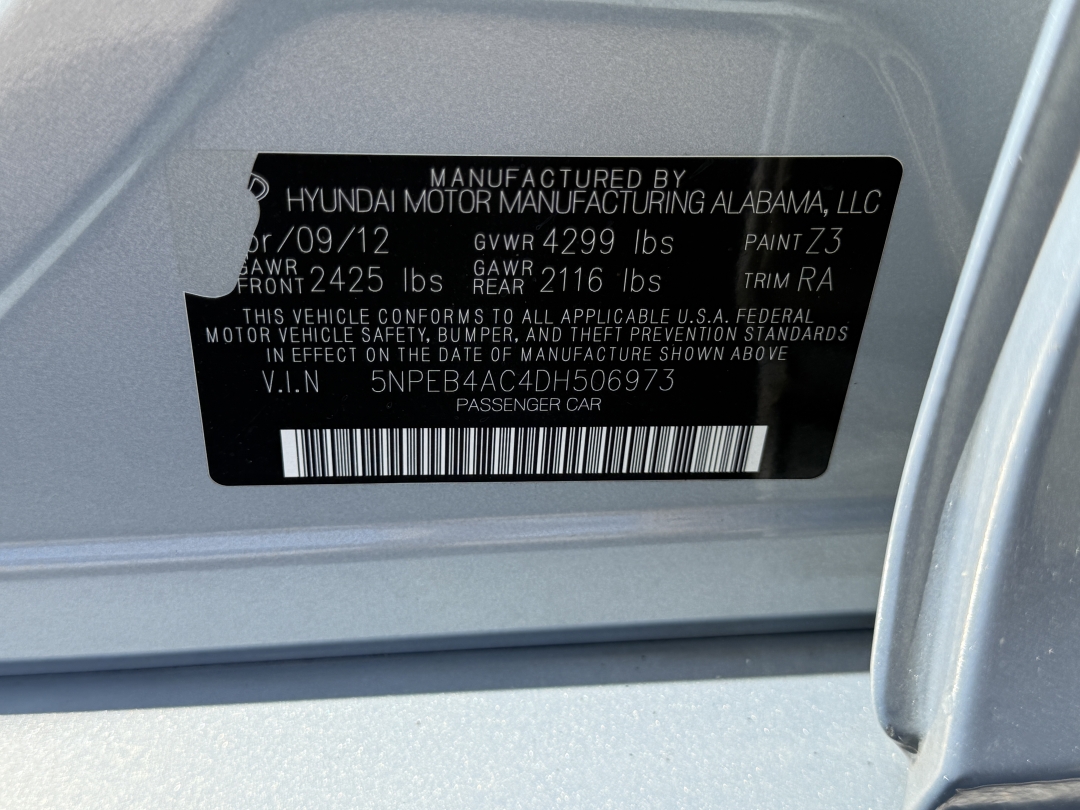 MANUFACTURED BY
HYUNDAI MOTOR MANUFACTURING ALABAMA, LLC
/09/12 GVWR 4299 lbs PAINT Z3
GAWR FRONT 2425 lbs GAWR REAR 2116 lbs TRIM RA
THIS VEHICLE CONFORMS TO ALL APPLICABLE U.S.A. FEDERAL
MOTOR VEHICLE SAFETY, BUMPER, AND THEFT PREVENTION STANDARDS
IN EFFECT ON THE DATE OF MANUFACTURE SHOWN ABOVE
V.I.N 5NPEB4AC4DH506973
PASSENGER CAR